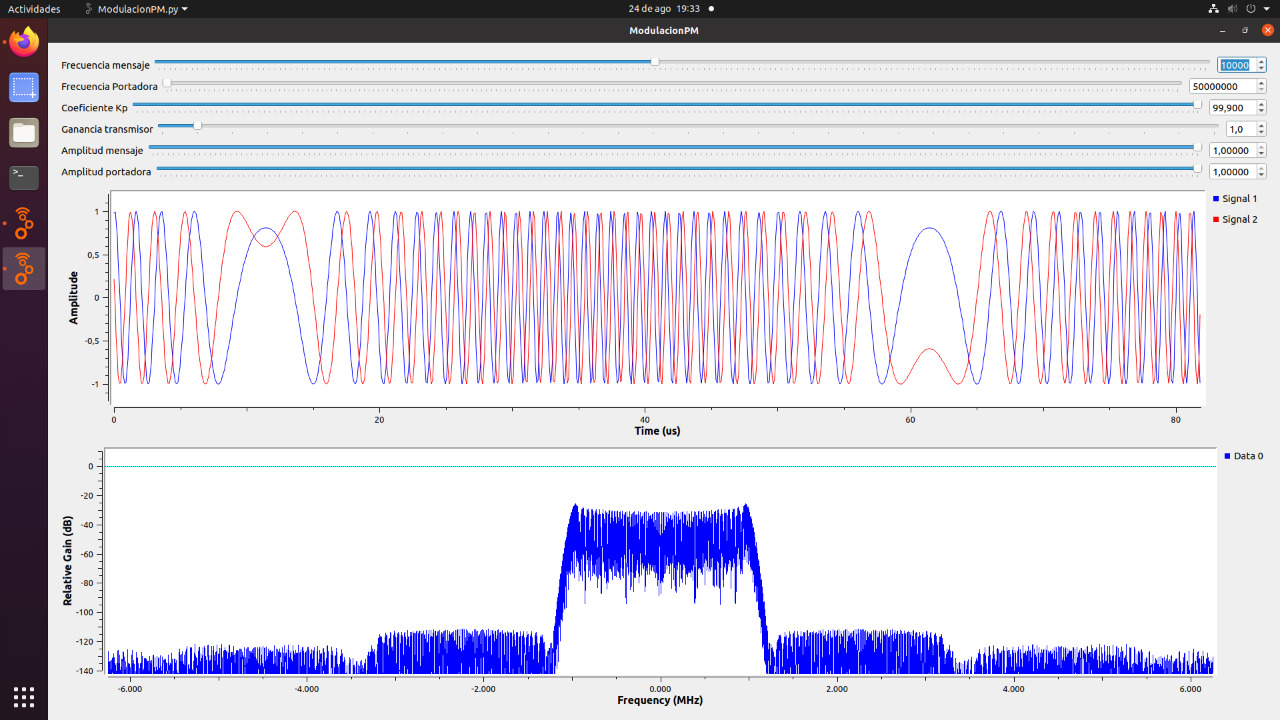 Actividades ModulacionPM.py 24 de ago 19:33
ModulacionPM
Frecuencia mensaje 10000
Frecuencia Portadora 50000000
Coeficiente Kp 99,900
Ganancia transmisor 1,0
Amplitud mensaje 1,00000
Amplitud portadora 1,00000
Signal 1
Signal 2
Amplitude
1
0,5
0
-0,5
-1
0 20 40 60 80
Time (us)
Data 0
Relative Gain (dB)
0
-20
-40
-60
-80
-100
-120
-140
-6.000 -4.000 -2.000 0.000 2.000 4.000 6.000
Frequency (MHz)